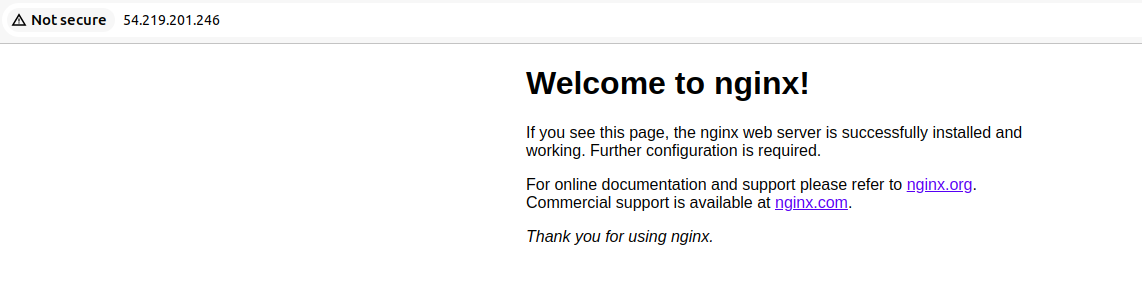 Not secure 54.219.201.246
Welcome to nginx!
If you see this page, the nginx web server is successfully installed and
working. Further configuration is required.
For online documentation and support please refer to nginx.org.
Commercial support is available at nginx.com.
Thank you for using nginx.